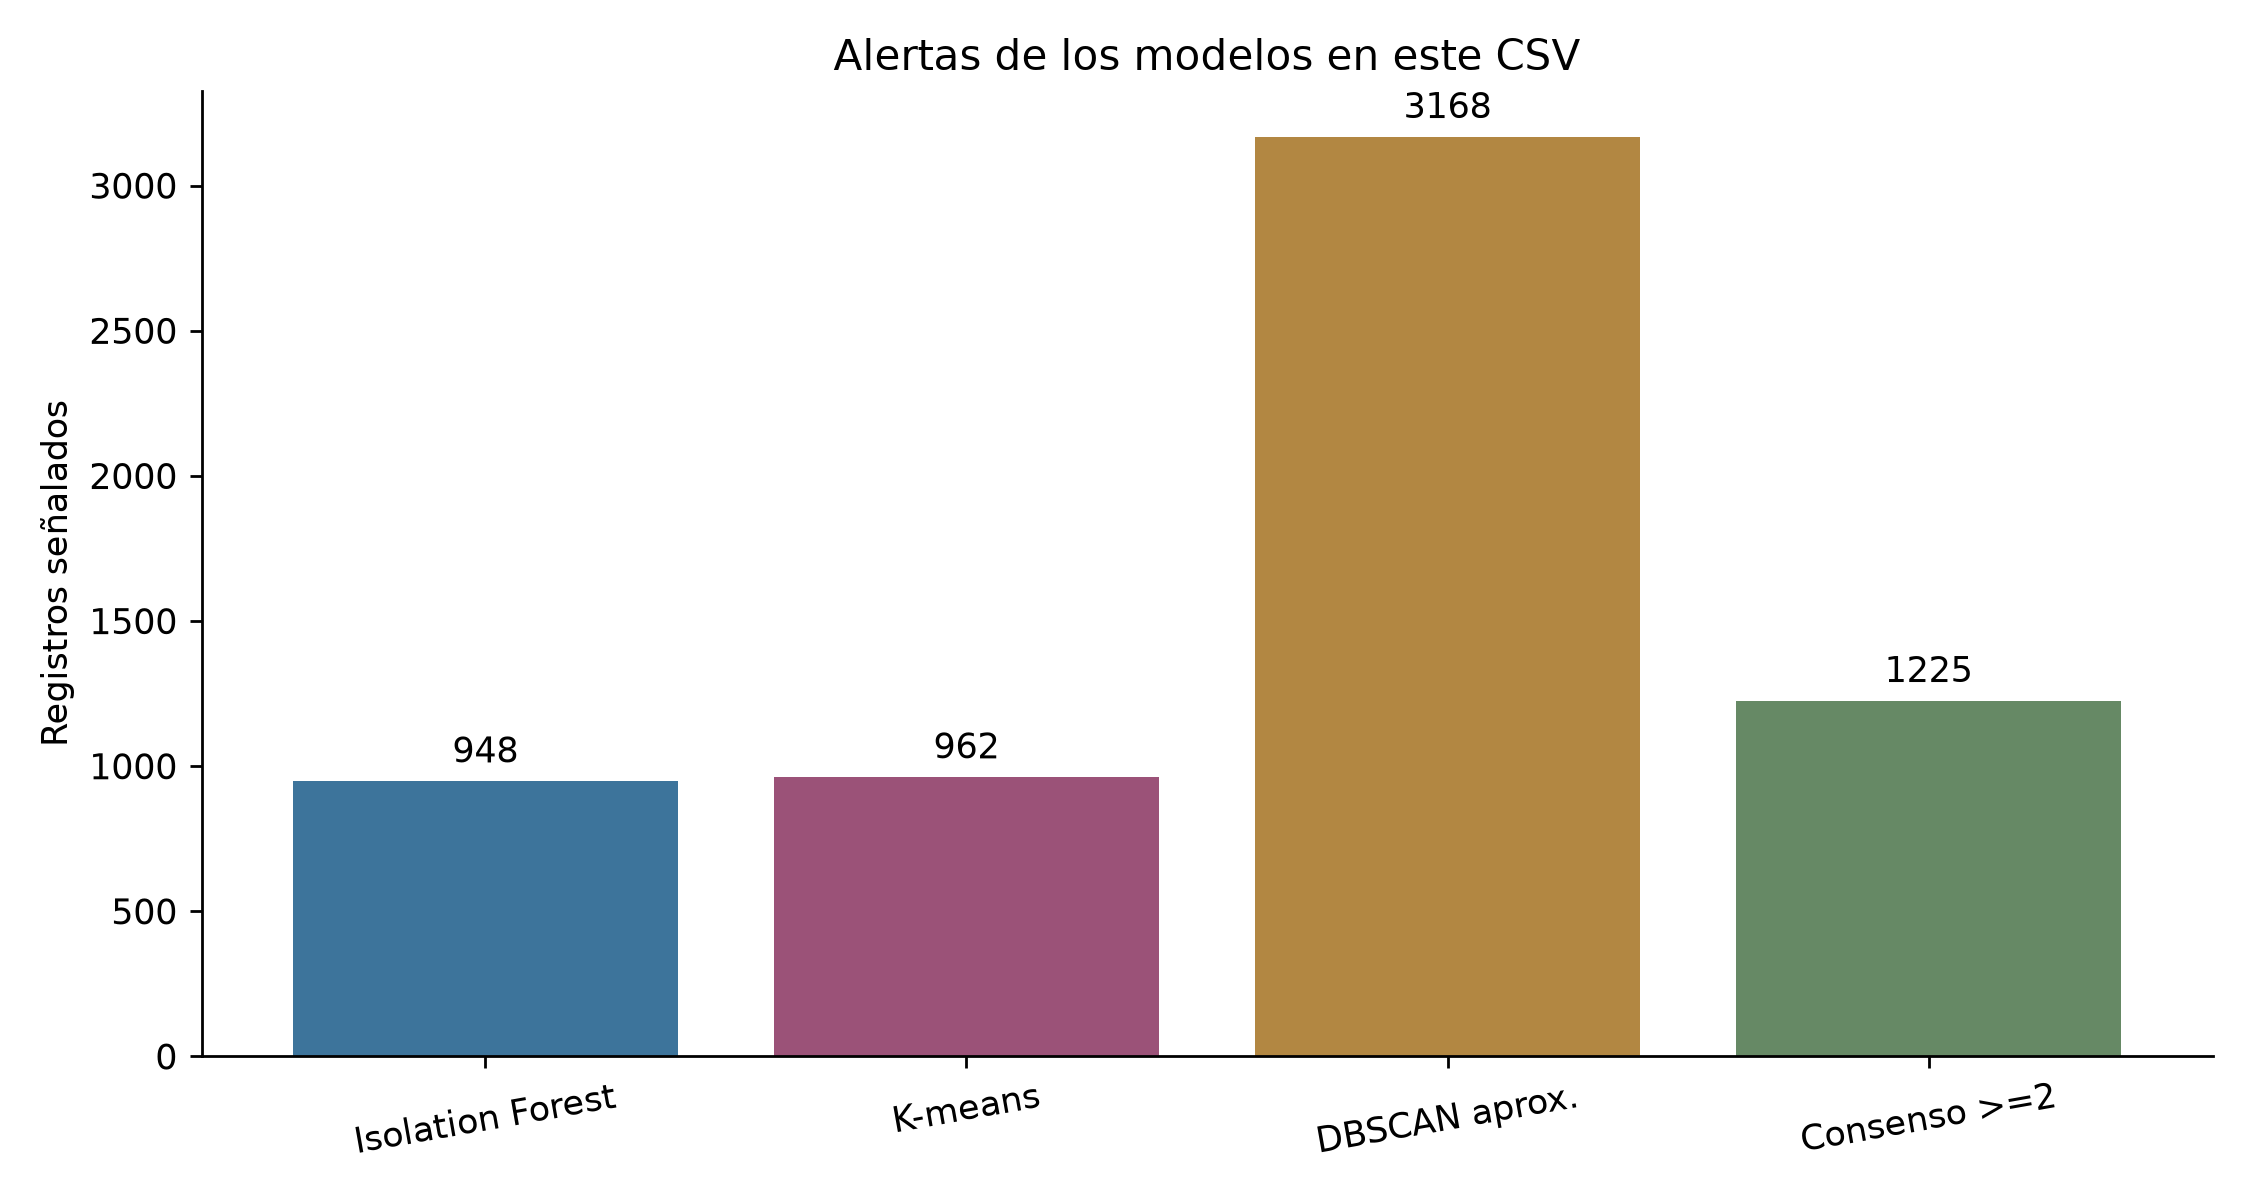 Alertas de los modelos en este CSV
Registros señalados
3000
2500
2000
1500
1000
500
0
948
962
3168
1225
Isolation Forest
K-means
DBSCAN aprox.
Consenso >=2